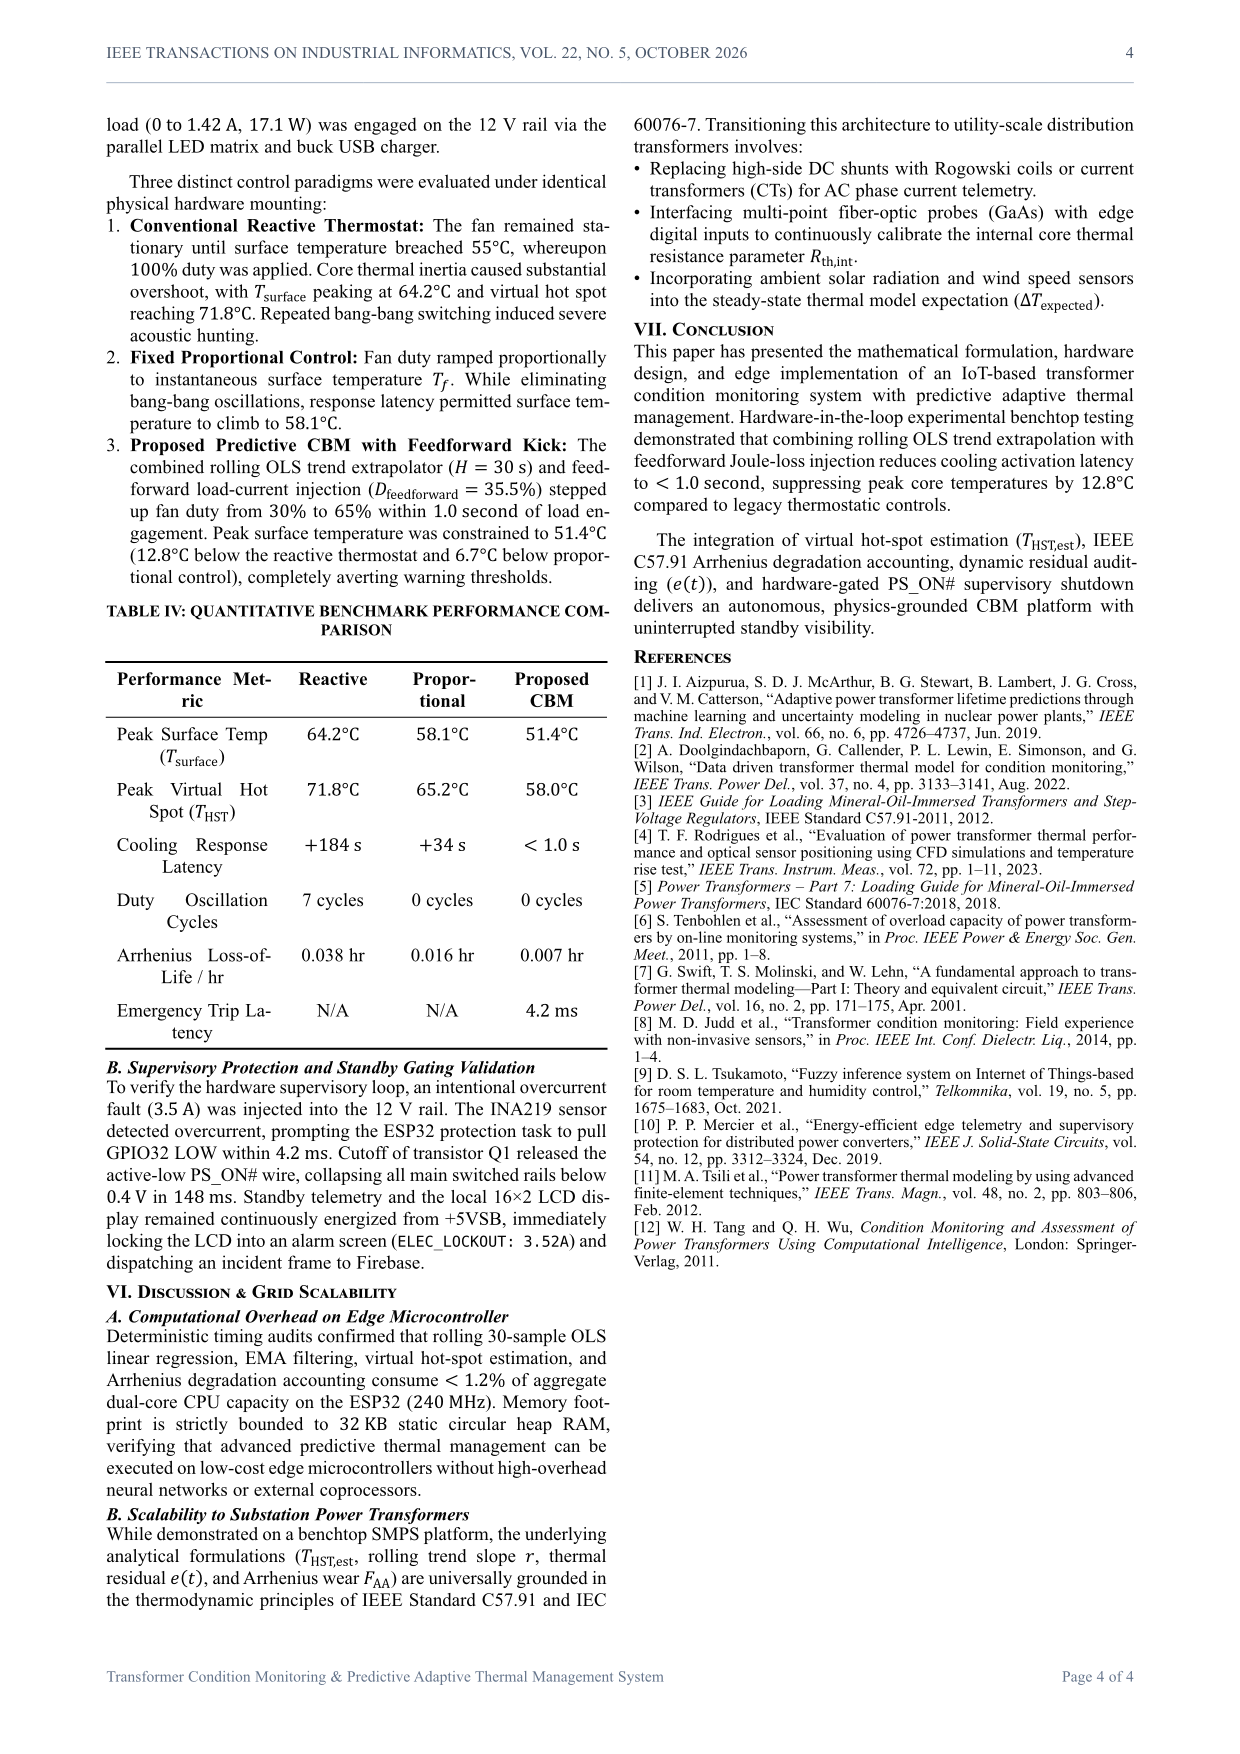 IEEE TRANSACTIONS ON INDUSTRIAL INFORMATICS, VOL. 22, NO. 5, OCTOBER 2026 4
load (0 to 1.42 A, 17.1 W) was engaged on the 12 V rail via the
parallel LED matrix and buck USB charger.
Three distinct control paradigms were evaluated under identical
physical hardware mounting:
1. Conventional Reactive Thermostat: The fan remained sta-
tionary until surface temperature breached 55°C, whereupon
100% duty was applied. Core thermal inertia caused substantial
overshoot, with T_surface peaking at 64.2°C and virtual hot spot
reaching 71.8°C. Repeated bang-bang switching induced severe
acoustic hunting.
2. Fixed Proportional Control: Fan duty ramped proportionally
to instantaneous surface temperature T_f. While eliminating
bang-bang oscillations, response latency permitted surface tem-
perature to climb to 58.1°C.
3. Proposed Predictive CBM with Feedforward Kick: The
combined rolling OLS trend extrapolator (H = 30 s) and feed-
forward load-current injection (D_feedforward = 35.5%) stepped
up fan duty from 30% to 65% within 1.0 second of load en-
gagement. Peak surface temperature was constrained to 51.4°C
(12.8°C below the reactive thermostat and 6.7°C below propor-
tional control), completely averting warning thresholds.
TABLE IV: QUANTITATIVE BENCHMARK PERFORMANCE COM-
PARISON
Performance Met- Reactive Propor- Proposed
ric tional CBM
Peak Surface Temp 64.2°C 58.1°C 51.4°C
(T_surface)
Peak Virtual Hot 71.8°C 65.2°C 58.0°C
Spot (T_HST)
Cooling Response +184 s +34 s < 1.0 s
Latency
Duty Oscillation 7 cycles 0 cycles 0 cycles
Cycles
Arrhenius Loss-of- 0.038 hr 0.016 hr 0.007 hr
Life / hr
Emergency Trip La- N/A N/A 4.2 ms
tency
B. Supervisory Protection and Standby Gating Validation
To verify the hardware supervisory loop, an intentional overcurrent
fault (3.5 A) was injected into the 12 V rail. The INA219 sensor
detected overcurrent, prompting the ESP32 protection task to pull
GPIO32 LOW within 4.2 ms. Cutoff of transistor Q1 released the
active-low PS_ON# wire, collapsing all main switched rails below
0.4 V in 148 ms. Standby telemetry and the local 16×2 LCD dis-
play remained continuously energized from +5VSB, immediately
locking the LCD into an alarm screen (ELEC_LOCKOUT: 3.52A) and
dispatching an incident frame to Firebase.
VI. DISCUSSION & GRID SCALABILITY
A. Computational Overhead on Edge Microcontroller
Deterministic timing audits confirmed that rolling 30-sample OLS
linear regression, EMA filtering, virtual hot-spot estimation, and
Arrhenius degradation accounting consume < 1.2% of aggregate
dual-core CPU capacity on the ESP32 (240 MHz). Memory foot-
print is strictly bounded to 32 KB static circular heap RAM,
verifying that advanced predictive thermal management can be
executed on low-cost edge microcontrollers without high-overhead
neural networks or external coprocessors.
B. Scalability to Substation Power Transformers
While demonstrated on a benchtop SMPS platform, the underlying
analytical formulations (T_HST,est, rolling trend slope r, thermal
residual e(t), and Arrhenius wear F_AA) are universally grounded in
the thermodynamic principles of IEEE Standard C57.91 and IEC
60076-7. Transitioning this architecture to utility-scale distribution
transformers involves:
• Replacing high-side DC shunts with Rogowski coils or current
transformers (CTs) for AC phase current telemetry.
• Interfacing multi-point fiber-optic probes (GaAs) with edge
digital inputs to continuously calibrate the internal core thermal
resistance parameter R_th,int.
• Incorporating ambient solar radiation and wind speed sensors
into the steady-state thermal model expectation (ΔT_expected).
VII. CONCLUSION
This paper has presented the mathematical formulation, hardware
design, and edge implementation of an IoT-based transformer
condition monitoring system with predictive adaptive thermal
management. Hardware-in-the-loop experimental benchtop testing
demonstrated that combining rolling OLS trend extrapolation with
feedforward Joule-loss injection reduces cooling activation latency
to < 1.0 second, suppressing peak core temperatures by 12.8°C
compared to legacy thermostatic controls.
The integration of virtual hot-spot estimation (T_HST,est), IEEE
C57.91 Arrhenius degradation accounting, dynamic residual audit-
ing (e(t)), and hardware-gated PS_ON# supervisory shutdown
delivers an autonomous, physics-grounded CBM platform with
uninterrupted standby visibility.
REFERENCES
[1] J. I. Aizpurua, S. D. J. McArthur, B. G. Stewart, B. Lambert, J. G. Cross,
and V. M. Catterson, “Adaptive power transformer lifetime predictions through
machine learning and uncertainty modeling in nuclear power plants,” IEEE
Trans. Ind. Electron., vol. 66, no. 6, pp. 4726–4737, Jun. 2019.
[2] A. Doolgindachbaporn, G. Callender, P. L. Lewin, E. Simonson, and G.
Wilson, “Data driven transformer thermal model for condition monitoring,”
IEEE Trans. Power Del., vol. 37, no. 4, pp. 3133–3141, Aug. 2022.
[3] IEEE Guide for Loading Mineral-Oil-Immersed Transformers and Step-
Voltage Regulators, IEEE Standard C57.91-2011, 2012.
[4] T. F. Rodrigues et al., “Evaluation of power transformer thermal perfor-
mance and optical sensor positioning using CFD simulations and temperature
rise test,” IEEE Trans. Instrum. Meas., vol. 72, pp. 1–11, 2023.
[5] Power Transformers – Part 7: Loading Guide for Mineral-Oil-Immersed
Power Transformers, IEC Standard 60076-7:2018, 2018.
[6] S. Tenbohlen et al., “Assessment of overload capacity of power transform-
ers by on-line monitoring systems,” in Proc. IEEE Power & Energy Soc. Gen.
Meet., 2011, pp. 1–8.
[7] G. Swift, T. S. Molinski, and W. Lehn, “A fundamental approach to trans-
former thermal modeling—Part I: Theory and equivalent circuit,” IEEE Trans.
Power Del., vol. 16, no. 2, pp. 171–175, Apr. 2001.
[8] M. D. Judd et al., “Transformer condition monitoring: Field experience
with non-invasive sensors,” in Proc. IEEE Int. Conf. Dielectr. Liq., 2014, pp.
1–4.
[9] D. S. L. Tsukamoto, “Fuzzy inference system on Internet of Things-based
for room temperature and humidity control,” Telkomnika, vol. 19, no. 5, pp.
1675–1683, Oct. 2021.
[10] P. P. Mercier et al., “Energy-efficient edge telemetry and supervisory
protection for distributed power converters,” IEEE J. Solid-State Circuits, vol.
54, no. 12, pp. 3312–3324, Dec. 2019.
[11] M. A. Tsili et al., “Power transformer thermal modeling by using advanced
finite-element techniques,” IEEE Trans. Magn., vol. 48, no. 2, pp. 803–806,
Feb. 2012.
[12] W. H. Tang and Q. H. Wu, Condition Monitoring and Assessment of
Power Transformers Using Computational Intelligence, London: Springer-
Verlag, 2011.
Transformer Condition Monitoring & Predictive Adaptive Thermal Management System Page 4 of 4